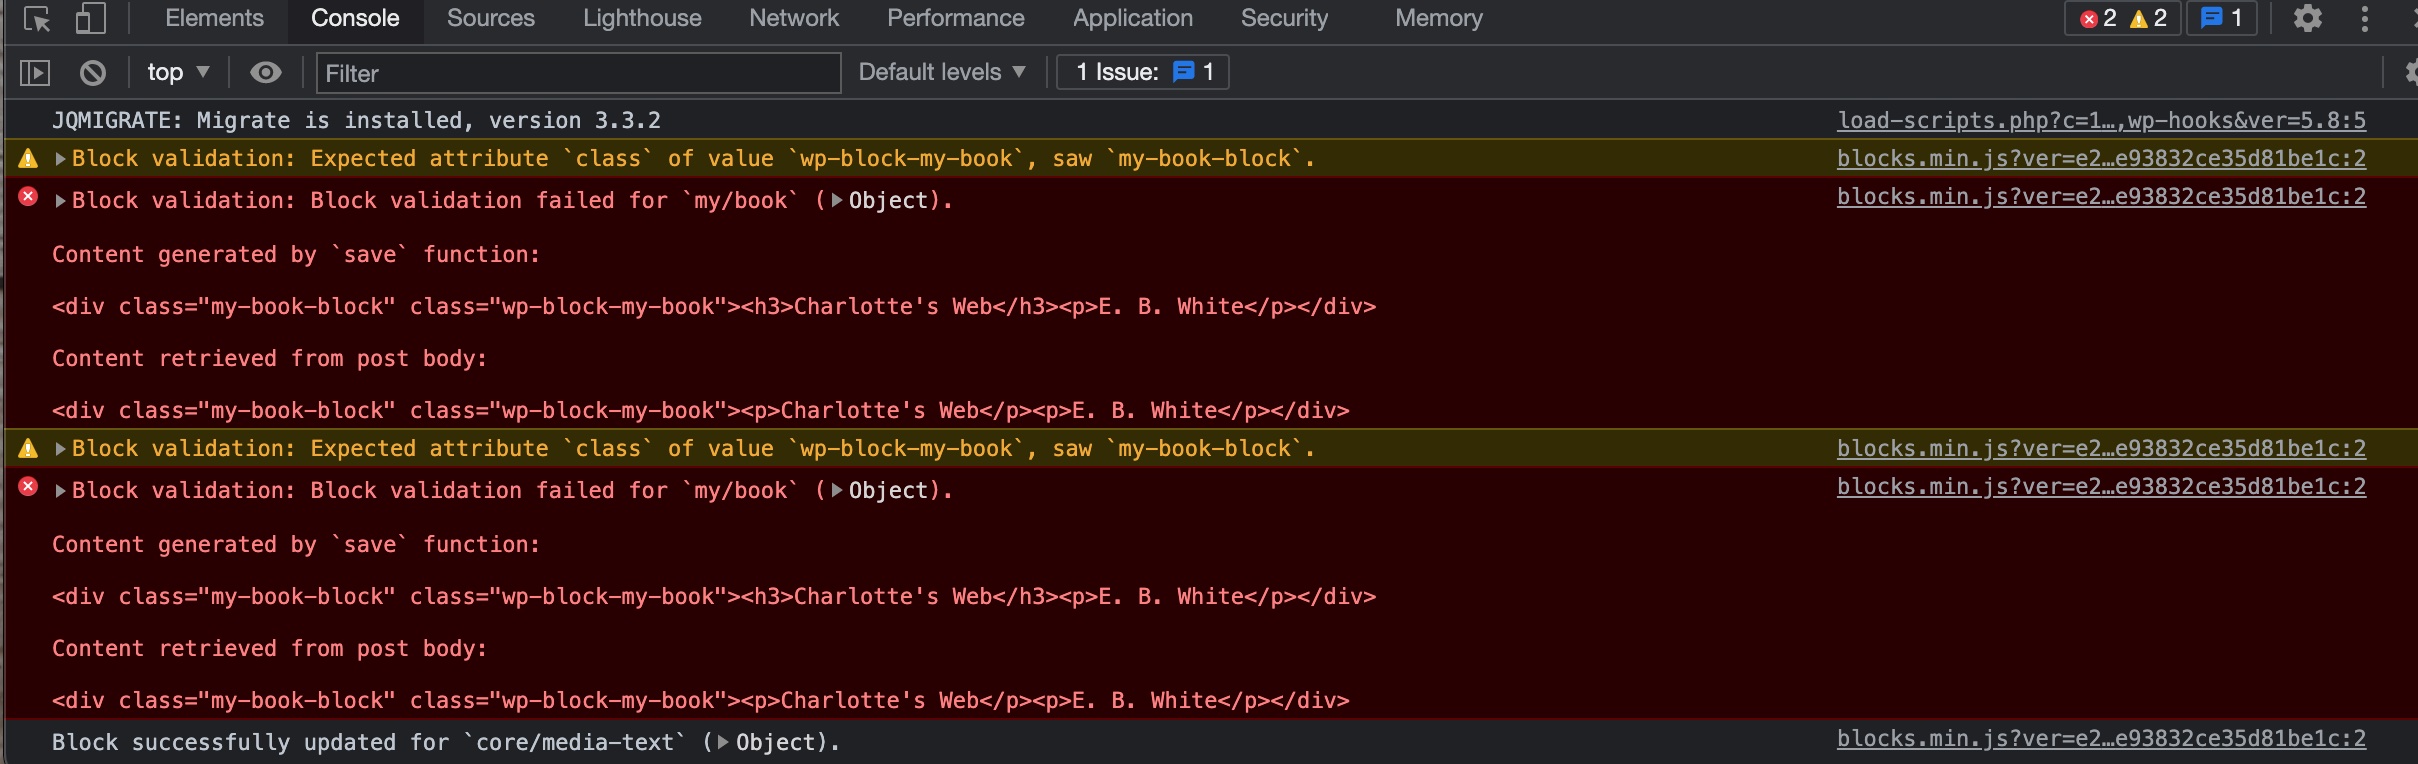 Elements Console Sources Lighthouse Network Performance Application Security Memory 2 2 1
top ▼ Filter Default levels ▼ 1 Issue: 1
JQMIGRATE: Migrate is installed, version 3.3.2 load-scripts.php?c=1…,wp-hooks&ver=5.8:5
▶Block validation: Expected attribute `class` of value `wp-block-my-book`, saw `my-book-block`. blocks.min.js?ver=e2…e93832ce35d81be1c:2
▶Block validation: Block validation failed for `my/book` (▶Object). blocks.min.js?ver=e2…e93832ce35d81be1c:2
Content generated by `save` function:
<div class="my-book-block" class="wp-block-my-book"><h3>Charlotte's Web</h3><p>E. B. White</p></div>
Content retrieved from post body:
<div class="my-book-block" class="wp-block-my-book"><p>Charlotte's Web</p><p>E. B. White</p></div>
▶Block validation: Expected attribute `class` of value `wp-block-my-book`, saw `my-book-block`. blocks.min.js?ver=e2…e93832ce35d81be1c:2
▶Block validation: Block validation failed for `my/book` (▶Object). blocks.min.js?ver=e2…e93832ce35d81be1c:2
Content generated by `save` function:
<div class="my-book-block" class="wp-block-my-book"><h3>Charlotte's Web</h3><p>E. B. White</p></div>
Content retrieved from post body:
<div class="my-book-block" class="wp-block-my-book"><p>Charlotte's Web</p><p>E. B. White</p></div>
Block successfully updated for `core/media-text` (▶Object). blocks.min.js?ver=e2…e93832ce35d81be1c:2